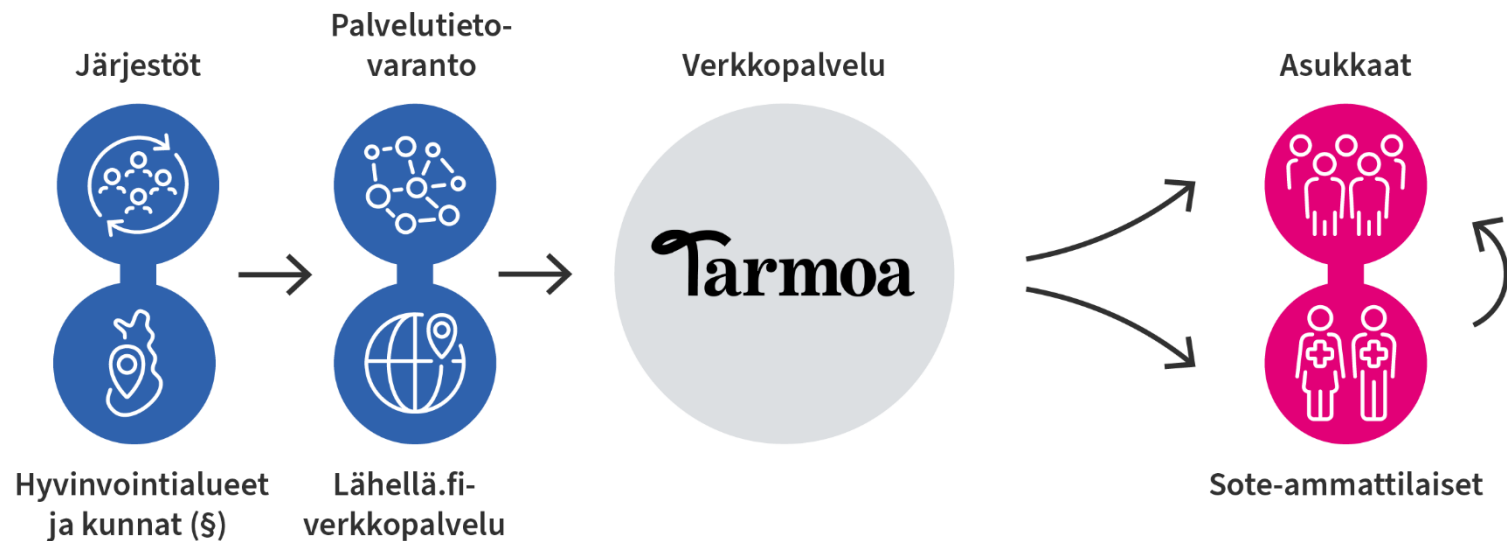 Järjestöt
Palvelutieto-
varanto
Verkkopalvelu
Asukkaat
Tarmoa
Hyvinvointialueet
ja kunnat (§)
Lähellä.fi-
verkkopalvelu
Sote-ammattilaiset